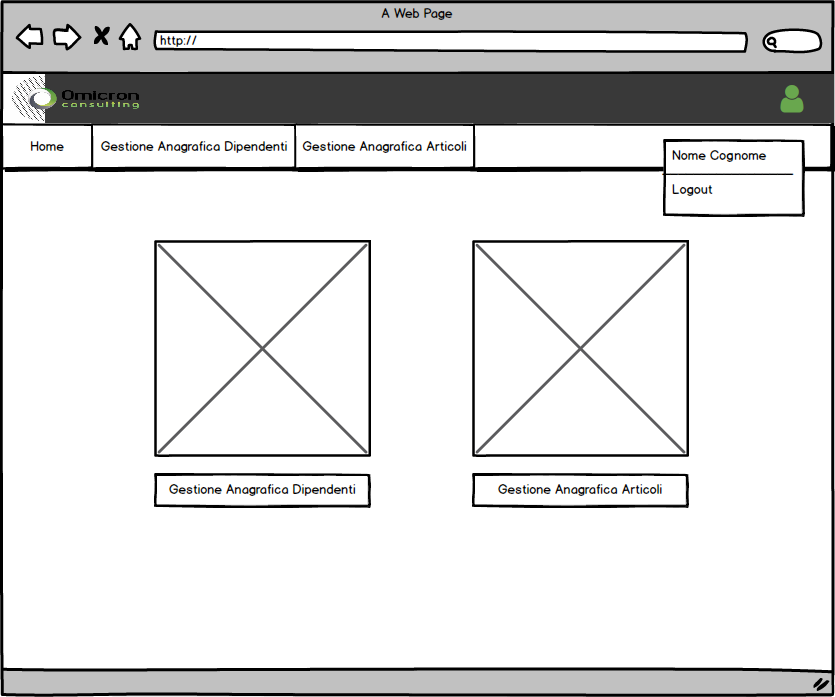 A Web Page
http://
Omicron
consulting
Home
Gestione Anagrafica Dipendenti
Gestione Anagrafica Articoli
Nome Cognome
Logout
Gestione Anagrafica Dipendenti
Gestione Anagrafica Articoli